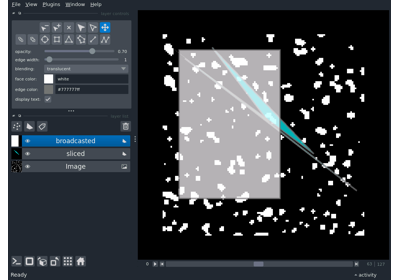 File View Plugins Window Help
opacity: 0.70
edge width: 1
blending: translucent
face color: white
edge color: #777777ff
display text:
broadcasted
sliced
Image
0
Ready
activity